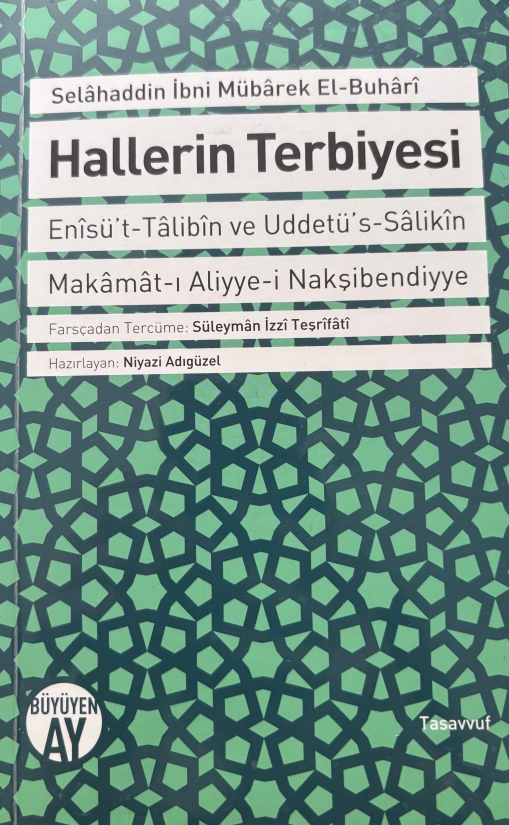 Selâhaddin İbni Mübârek El-Buhârî
Hallerin Terbiyesi
Enîsü't-Tâlibîn ve Uddetü's-Sâlikîn
Makâmât-ı Aliyye-i Nakşibendiyye
Farsçadan Tercüme: Süleymân İzzî Teşrîfâtî
Hazırlayan: Niyazi Adıgüzel
BÜYÜYEN
AY
Tasavvuf